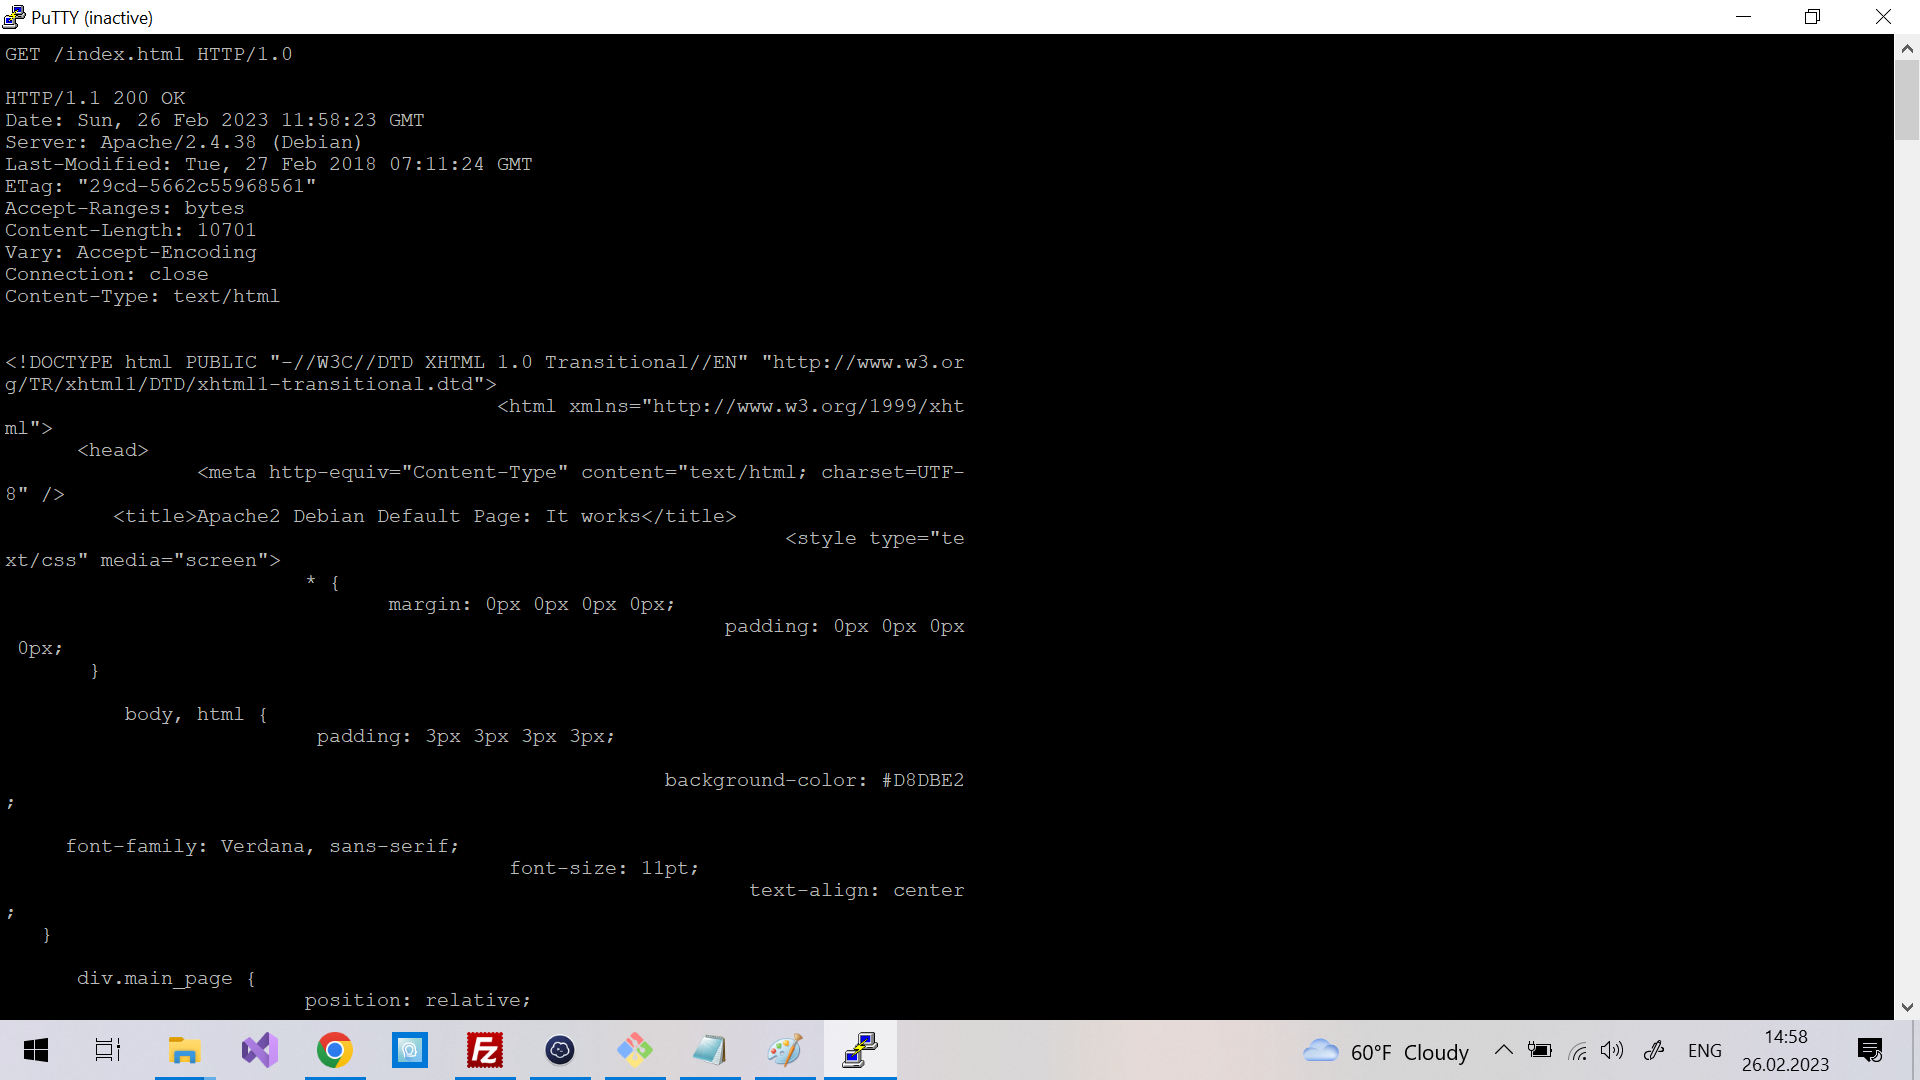 PuTTY (inactive)
GET /index.html HTTP/1.0
HTTP/1.1 200 OK
Date: Sun, 26 Feb 2023 11:58:23 GMT
Server: Apache/2.4.38 (Debian)
Last-Modified: Tue, 27 Feb 2018 07:11:24 GMT
ETag: "29cd-5662c55968561"
Accept-Ranges: bytes
Content-Length: 10701
Vary: Accept-Encoding
Connection: close
Content-Type: text/html
<!DOCTYPE html PUBLIC "-//W3C//DTD XHTML 1.0 Transitional//EN" "http://www.w3.or
g/TR/xhtml1/DTD/xhtml1-transitional.dtd">
<html xmlns="http://www.w3.org/1999/xht
ml">
<head>
<meta http-equiv="Content-Type" content="text/html; charset=UTF-
8" />
<title>Apache2 Debian Default Page: It works</title>
<style type="te
xt/css" media="screen">
* {
margin: 0px 0px 0px 0px;
padding: 0px 0px 0px
0px;
}
body, html {
padding: 3px 3px 3px 3px;
background-color: #D8DBE2
;
font-family: Verdana, sans-serif;
font-size: 11pt;
text-align: center
;
}
div.main_page {
position: relative;
Fz
60°F Cloudy
ENG
14:58
26.02.2023